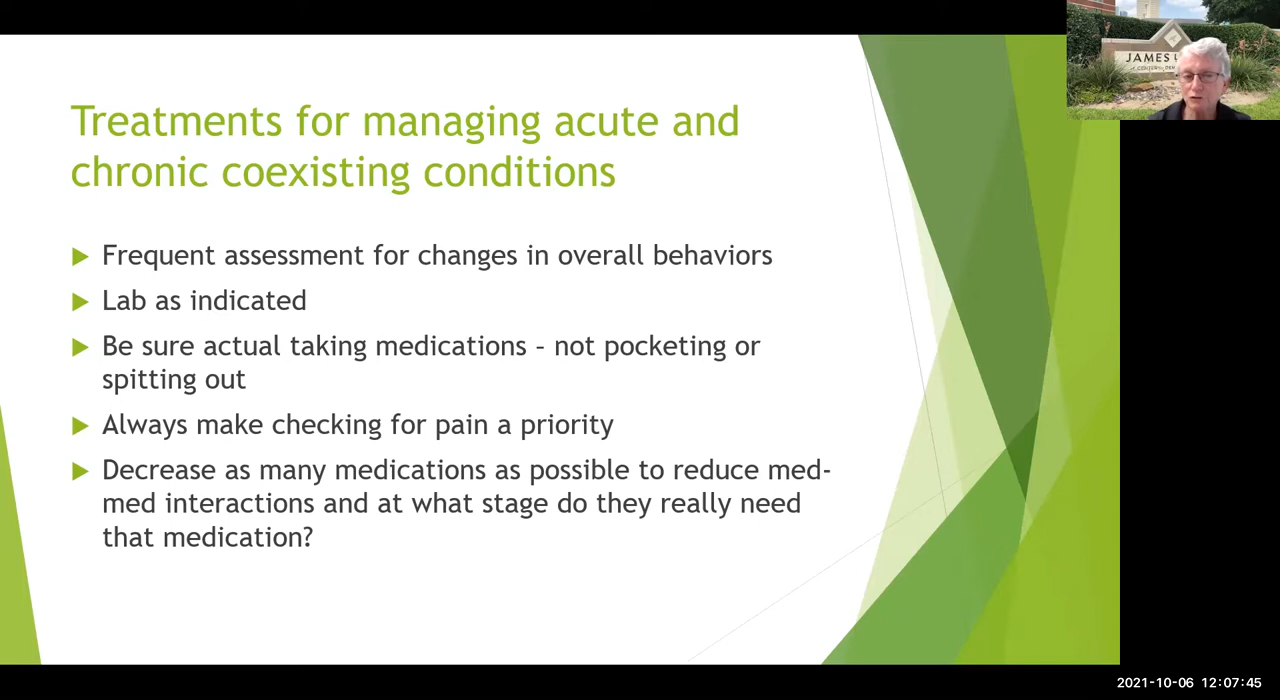 Treatments for managing acute and
chronic coexisting conditions
Frequent assessment for changes in overall behaviors
Lab as indicated
Be sure actual taking medications – not pocketing or
spitting out
Always make checking for pain a priority
Decrease as many medications as possible to reduce med-
med interactions and at what stage do they really need
that medication?
JAMES
2021-10-06 12:07:45